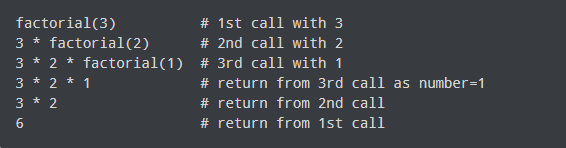 factorial(3)          # 1st call with 3
3 * factorial(2)      # 2nd call with 2
3 * 2 * factorial(1)  # 3rd call with 1
3 * 2 * 1             # return from 3rd call as number=1
3 * 2                 # return from 2nd call
6                     # return from 1st call